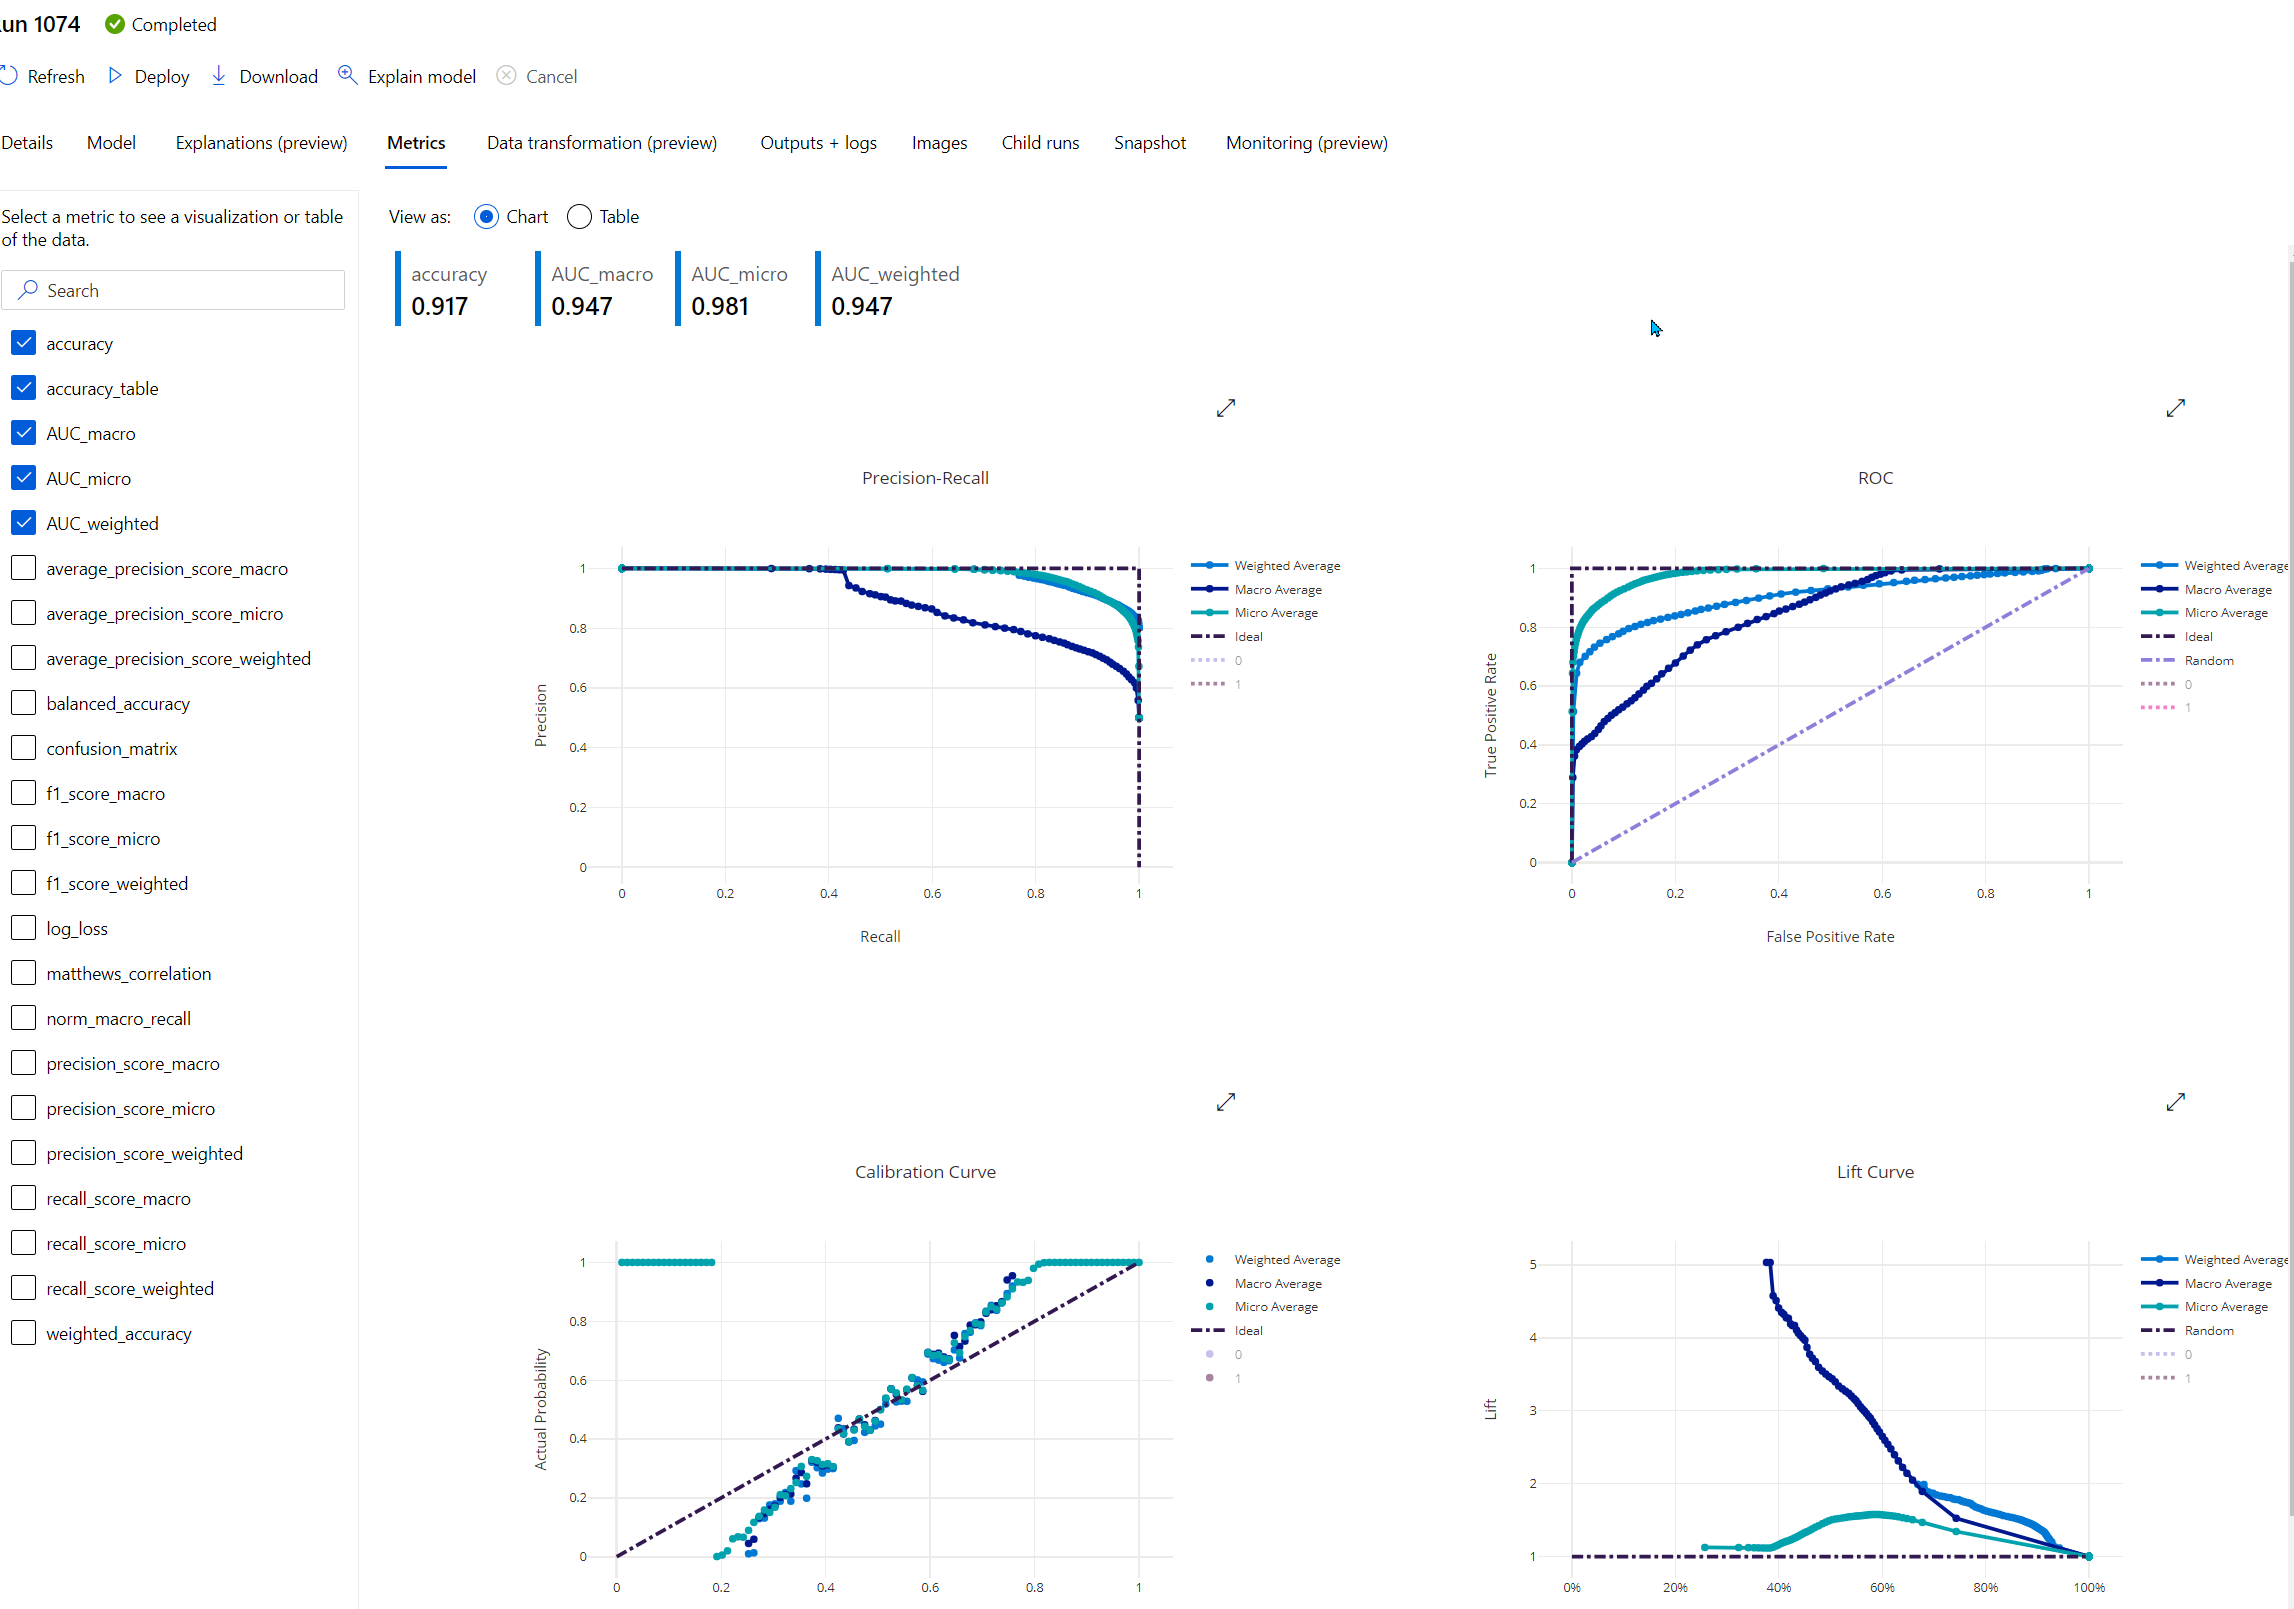 un 1074 Completed
Refresh Deploy Download Explain model Cancel
Details Model Explanations (preview) Metrics Data transformation (preview) Outputs + logs Images Child runs Snapshot Monitoring (preview)
Select a metric to see a visualization or table
of the data.
Search
accuracy
accuracy_table
AUC_macro
AUC_micro
AUC_weighted
average_precision_score_macro
average_precision_score_micro
average_precision_score_weighted
balanced_accuracy
confusion_matrix
f1_score_macro
f1_score_micro
f1_score_weighted
log_loss
matthews_correlation
norm_macro_recall
precision_score_macro
precision_score_micro
precision_score_weighted
recall_score_macro
recall_score_micro
recall_score_weighted
weighted_accuracy
View as: Chart Table
accuracy AUC_macro AUC_micro AUC_weighted
0.917 0.947 0.981 0.947
Precision-Recall
Precision
1
0.8
0.6
0.4
0.2
0
0 0.2 0.4 0.6 0.8 1
Recall
Weighted Average
Macro Average
Micro Average
Ideal
0
1
ROC
True Positive Rate
1
0.8
0.6
0.4
0.2
0
0 0.2 0.4 0.6 0.8 1
False Positive Rate
Weighted Average
Macro Average
Micro Average
Ideal
Random
0
1
Calibration Curve
Actual Probability
1
0.8
0.6
0.4
0.2
0
0 0.2 0.4 0.6 0.8 1
Weighted Average
Macro Average
Micro Average
Ideal
0
1
Lift Curve
Lift
5
4
3
2
1
0% 20% 40% 60% 80% 100%
Weighted Average
Macro Average
Micro Average
Random
0
1